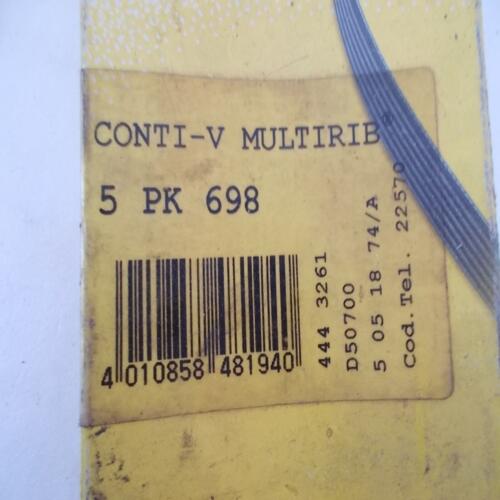 CONTI-V MULTIRIB®
5 PK 698
4 010858 481940
444 3261
D50700
5 05 18 74/A
Cod.Tel. 22570